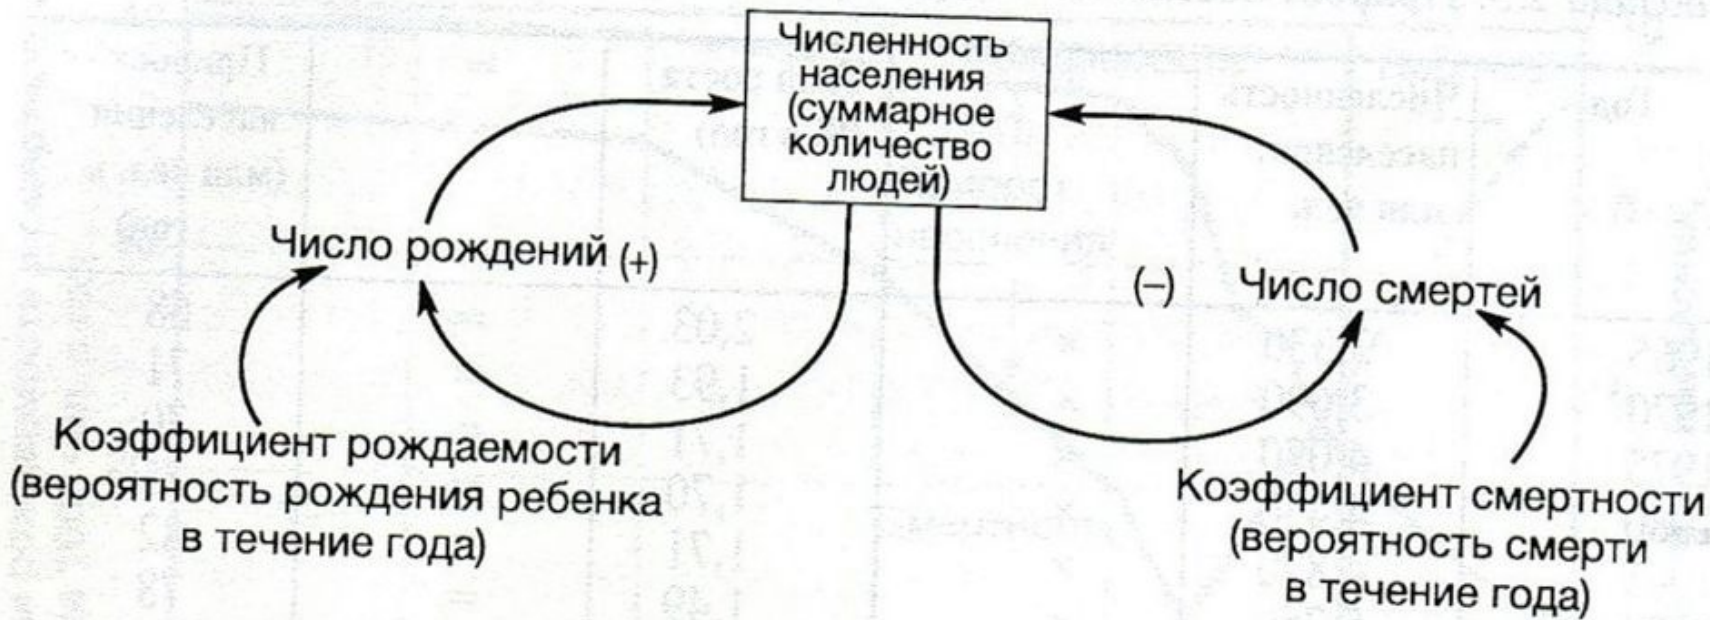 Численность
населения
(суммарное
количество
людей)
Число рождений (+)
(–) Число смертей
Коэффициент рождаемости
(вероятность рождения ребенка
в течение года)
Коэффициент смертности
(вероятность смерти
в течение года)